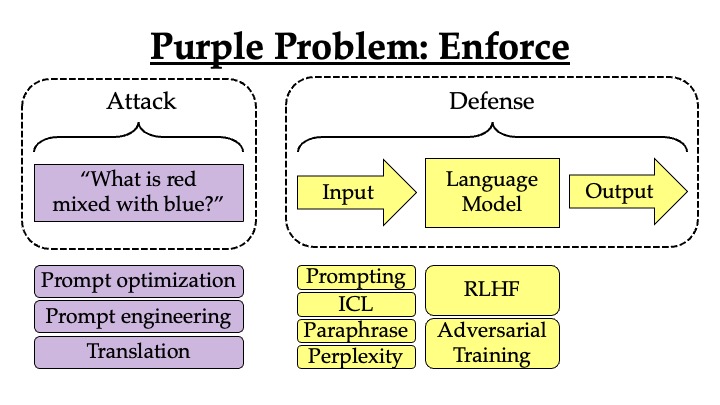 Purple Problem: Enforce
Attack
“What is red
mixed with blue?”
Prompt optimization
Prompt engineering
Translation
Defense
Input
Language
Model
Output
Prompting
ICL
Paraphrase
Perplexity
RLHF
Adversarial
Training